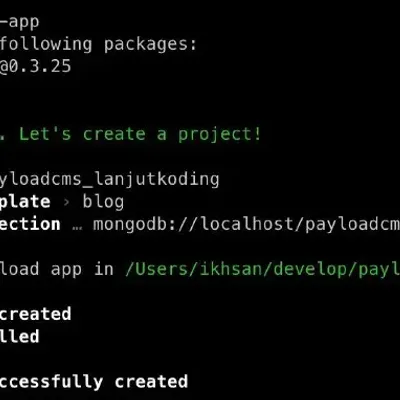 -app
following packages:
@0.3.25
. Let's create a project!
yloadcms_lanjutkoding
plate › blog
ection … mongodb://localhost/payloadcm
load app in /Users/ikhsan/develop/payl
created
lled
ccessfully created